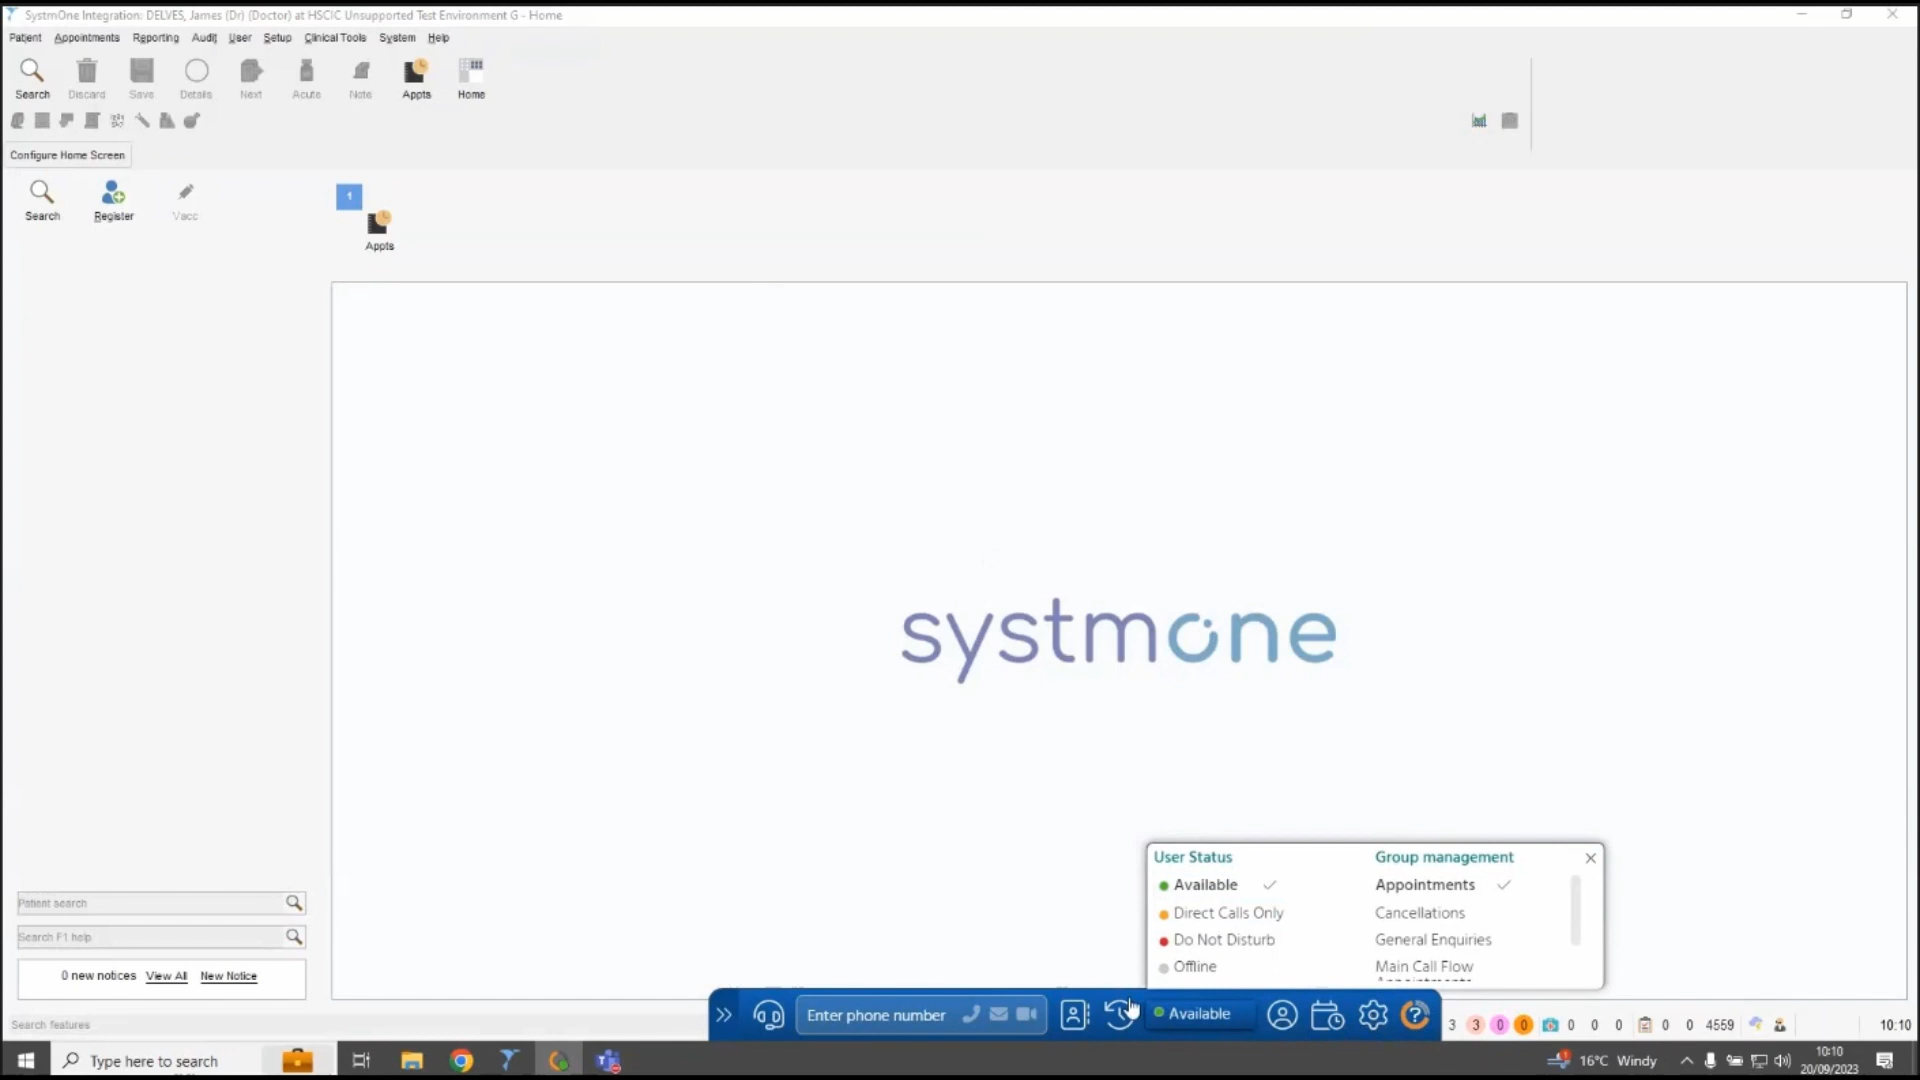 SystmOne Integration: DELVES, James (Dr) (Doctor) at HSCIC Unsupported Test Environment G - Home
Patient Appointments Reporting Audit User Setup Clinical Tools System Help
Search Discard Save Details Next Acute Note Appts Home
Configure Home Screen
Search Register Vacc
1
Appts
systmone
Patient search
Search F1 help
0 new notices View All New Notice
User Status
Available
Direct Calls Only
Do Not Disturb
Offline
Group management
Appointments
Cancellations
General Enquiries
Main Call Flow
Search features
Enter phone number
Available
3 3 0 0 0 0 0 0 0 4559
10:10
Type here to search
16°C Windy
10:10
20/09/2023